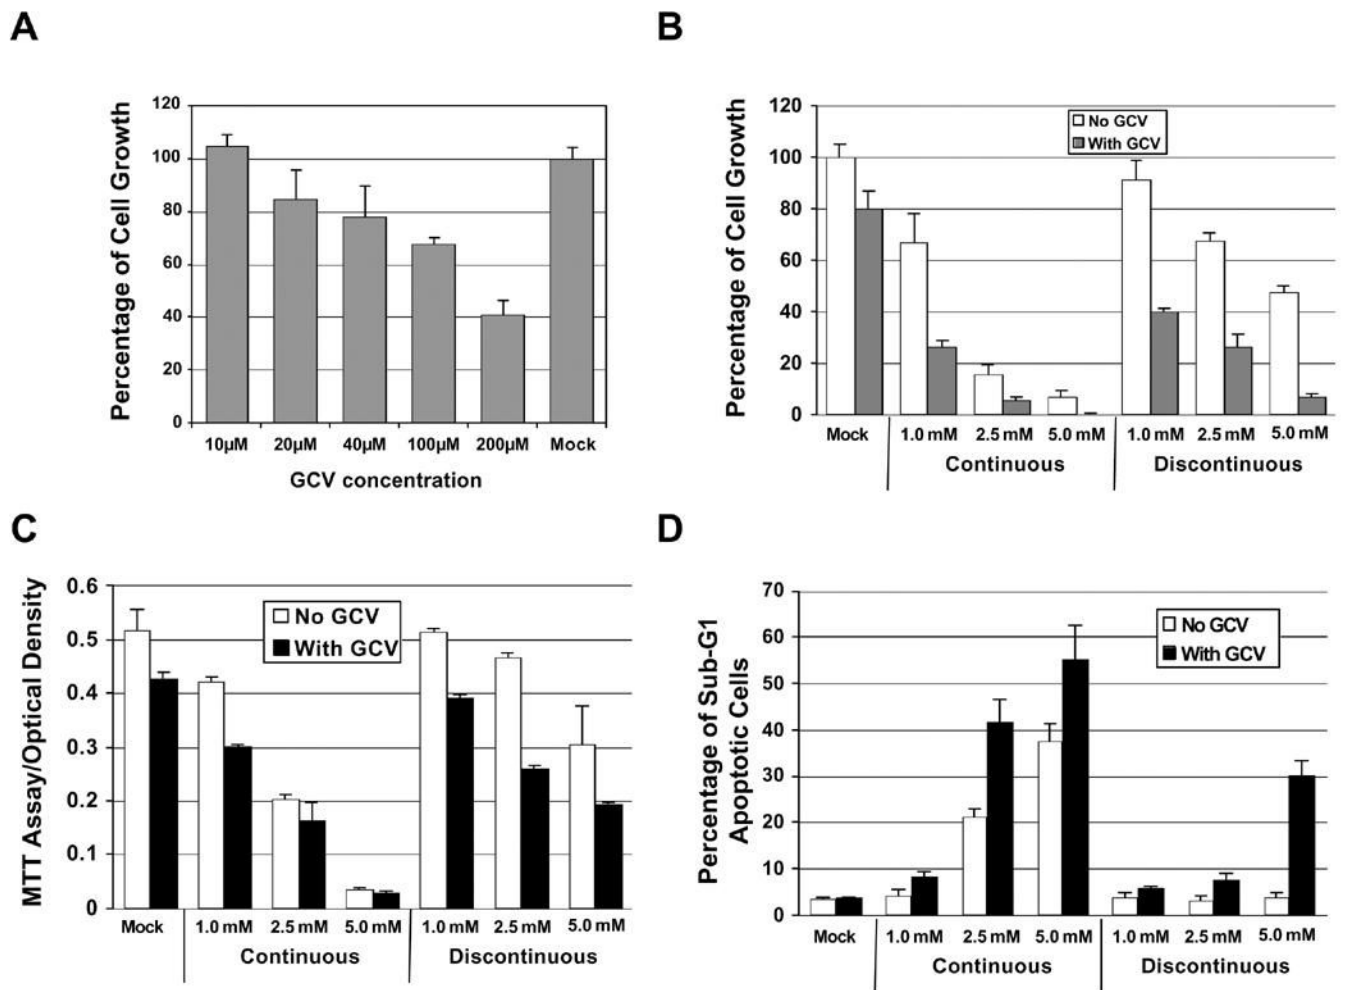 A
Percentage of Cell Growth
120
100
80
60
40
20
0
10µM 20µM 40µM 100µM 200µM Mock
GCV concentration
B
Percentage of Cell Growth
120
100
80
60
40
20
0
No GCV
With GCV
Mock 1.0 mM 2.5 mM 5.0 mM 1.0 mM 2.5 mM 5.0 mM
Continuous Discontinuous
C
MTT Assay/Optical Density
0.6
0.5
0.4
0.3
0.2
0.1
0
No GCV
With GCV
Mock 1.0 mM 2.5 mM 5.0 mM 1.0 mM 2.5 mM 5.0 mM
Continuous Discontinuous
D
Percentage of Sub-G1
Apoptotic Cells
70
60
50
40
30
20
10
0
No GCV
With GCV
Mock 1.0 mM 2.5 mM 5.0 mM 1.0 mM 2.5 mM 5.0 mM
Continuous Discontinuous